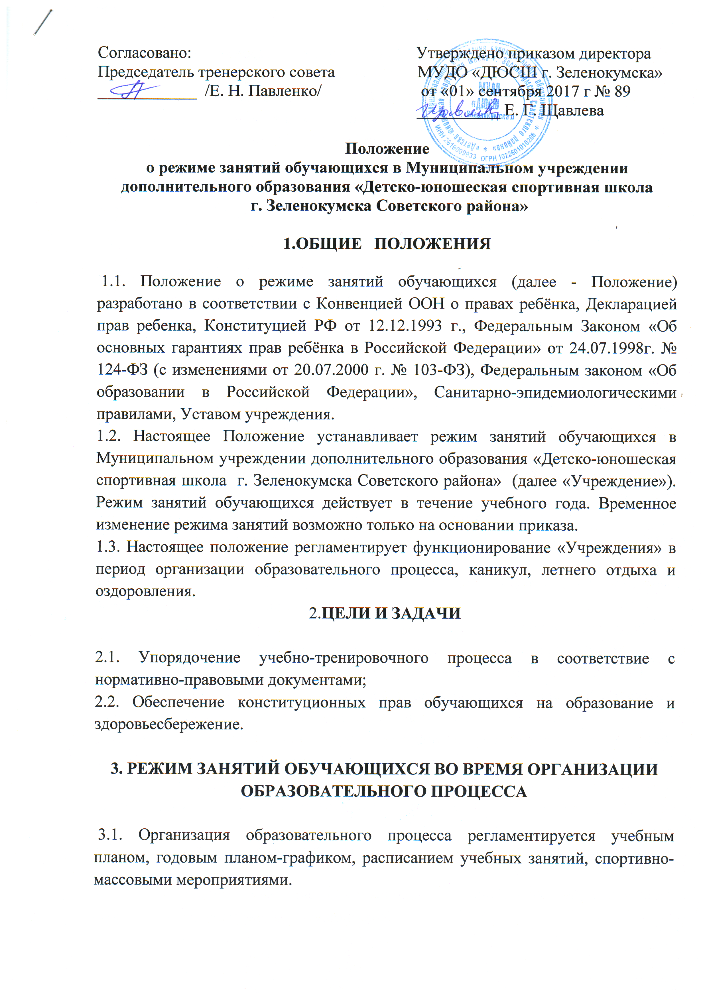 Согласовано:
Председатель тренерского совета
/Е. Н. Павленко/
Утверждено приказом директора
МУДО «ДЮСШ г. Зеленокумска»
от «01» сентября 2017 г № 89
Е. Г. Щавлева
МУДО
«ДЮСШ
Зеленокумска»
ИНН 2619009933 ОГРН 1022601010266
Положение
о режиме занятий обучающихся в Муниципальном учреждении
дополнительного образования «Детско-юношеская спортивная школа
г. Зеленокумска Советского района»
1.ОБЩИЕ ПОЛОЖЕНИЯ
1.1. Положение о режиме занятий обучающихся (далее - Положение)
разработано в соответствии с Конвенцией ООН о правах ребёнка, Декларацией
прав ребенка, Конституцией РФ от 12.12.1993 г., Федеральным Законом «Об
основных гарантиях прав ребёнка в Российской Федерации» от 24.07.1998г. №
124-ФЗ (с изменениями от 20.07.2000 г. № 103-ФЗ), Федеральным законом «Об
образовании в Российской Федерации», Санитарно-эпидемиологическими
правилами, Уставом учреждения.
1.2. Настоящее Положение устанавливает режим занятий обучающихся в
Муниципальном учреждении дополнительного образования «Детско-юношеская
спортивная школа г. Зеленокумска Советского района» (далее «Учреждение»).
Режим занятий обучающихся действует в течение учебного года. Временное
изменение режима занятий возможно только на основании приказа.
1.3. Настоящее положение регламентирует функционирование «Учреждения» в
период организации образовательного процесса, каникул, летнего отдыха и
оздоровления.
2.ЦЕЛИ И ЗАДАЧИ
2.1. Упорядочение учебно-тренировочного процесса в соответствие с
нормативно-правовыми документами;
2.2. Обеспечение конституционных прав обучающихся на образование и
здоровьесбережение.
3. РЕЖИМ ЗАНЯТИЙ ОБУЧАЮЩИХСЯ ВО ВРЕМЯ ОРГАНИЗАЦИИ
ОБРАЗОВАТЕЛЬНОГО ПРОЦЕССА
3.1. Организация образовательного процесса регламентируется учебным
планом, годовым планом-графиком, расписанием учебных занятий, спортивно-
массовыми мероприятиями.